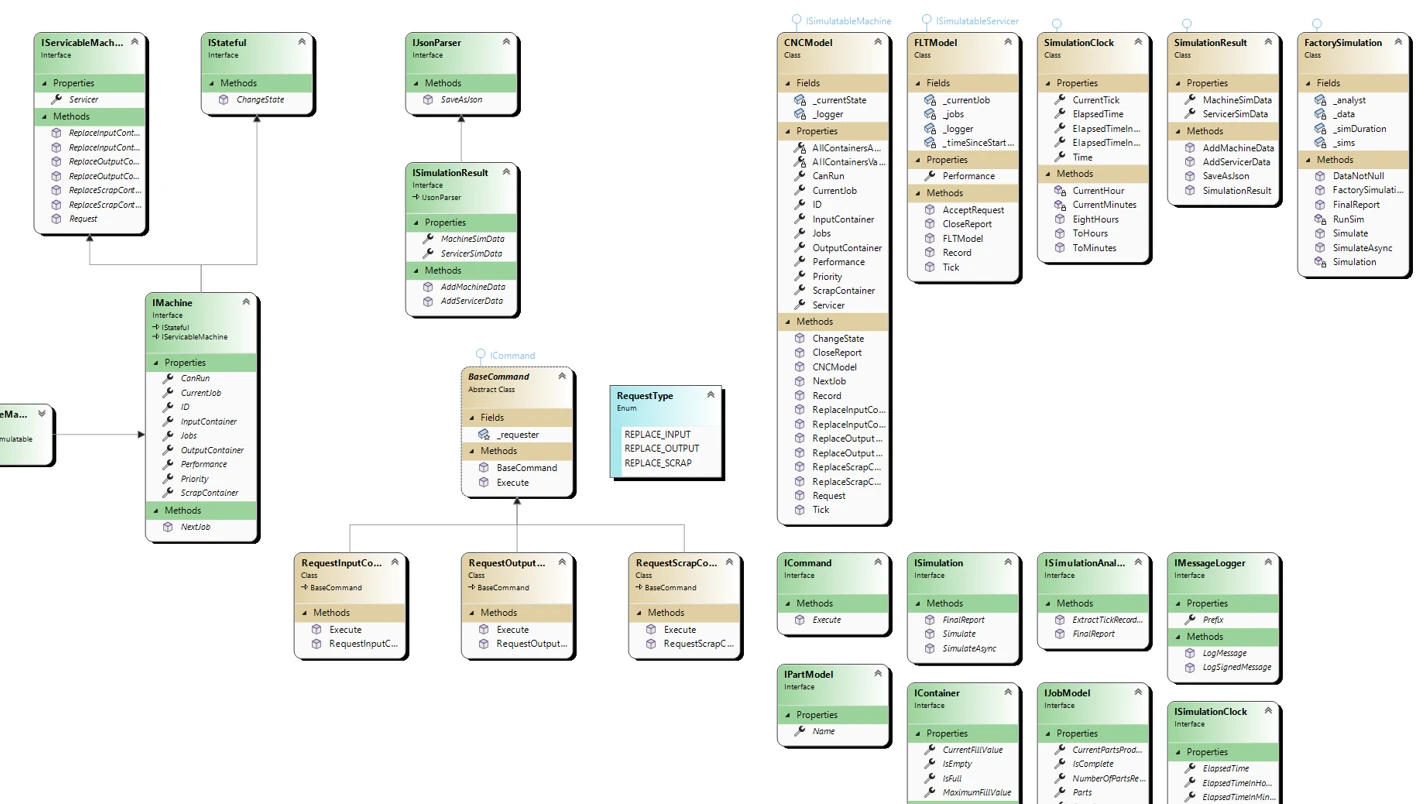 IServicableMach...
Interface
Properties
Servicer
Methods
ReplaceInputCont...
ReplaceInputCont...
ReplaceOutputCo...
ReplaceOutputCo...
ReplaceScrapCont...
ReplaceScrapCont...
Request
IStateful
Interface
Methods
ChangeState
IJsonParser
Interface
Methods
SaveAsJson
ISimulationResult
Interface
IJsonParser
Properties
MachineSimData
ServicerSimData
Methods
AddMachineData
AddServicerData
IMachine
Interface
IStateful
IServicableMachine
Properties
CanRun
CurrentJob
ID
InputContainer
Jobs
OutputContainer
Performance
Priority
ScrapContainer
Methods
NextJob
eMa...
mulatable
ICommand
BaseCommand
Abstract Class
Fields
_requester
Methods
BaseCommand
Execute
RequestType
Enum
REPLACE_INPUT
REPLACE_OUTPUT
REPLACE_SCRAP
RequestInputCo...
Class
BaseCommand
Methods
Execute
RequestInputC...
RequestOutput...
Class
BaseCommand
Methods
Execute
RequestOutput...
RequestScrapCo...
Class
BaseCommand
Methods
Execute
RequestScrapC...
ISimulatableMachine
CNCModel
Class
Fields
_currentState
_logger
Properties
AllContainersA...
AllContainersVa...
CanRun
CurrentJob
ID
InputContainer
Jobs
OutputContainer
Performance
Priority
ScrapContainer
Servicer
Methods
ChangeState
CloseReport
CNCModel
NextJob
Record
ReplaceInputCo...
ReplaceInputCo...
ReplaceOutput...
ReplaceOutput...
ReplaceScrapC...
ReplaceScrapC...
Request
Tick
ISimulatableServicer
FLTModel
Class
Fields
_currentJob
_jobs
_logger
_timeSinceStart...
Properties
Performance
Methods
AcceptRequest
CloseReport
FLTModel
Record
Tick
SimulationClock
Class
Properties
CurrentTick
ElapsedTime
ElapsedTimeIn...
ElapsedTimeIn...
Time
Methods
CurrentHour
CurrentMinutes
EightHours
ToHours
ToMinutes
SimulationResult
Class
Properties
MachineSimData
ServicerSimData
Methods
AddMachineData
AddServicerData
SaveAsJson
SimulationResult
FactorySimulation
Class
Fields
_analyst
_data
_simDuration
_sims
Methods
DataNotNull
FactorySimulati...
FinalReport
RunSim
Simulate
SimulateAsync
Simulation
ICommand
Interface
Methods
Execute
ISimulation
Interface
Methods
FinalReport
Simulate
SimulateAsync
ISimulationAnal...
Interface
Methods
ExtractTickRecord...
FinalReport
IMessageLogger
Interface
Properties
Prefix
Methods
LogMessage
LogSignedMessage
IPartModel
Interface
Properties
Name
IContainer
Interface
Properties
CurrentFillValue
IsEmpty
IsFull
MaximumFillValue
IJobModel
Interface
Properties
CurrentPartsProd...
IsComplete
NumberOfPartsRe...
Parts
ISimulationClock
Interface
Properties
ElapsedTime
ElapsedTimeInHo...
ElapsedTimeInMin...